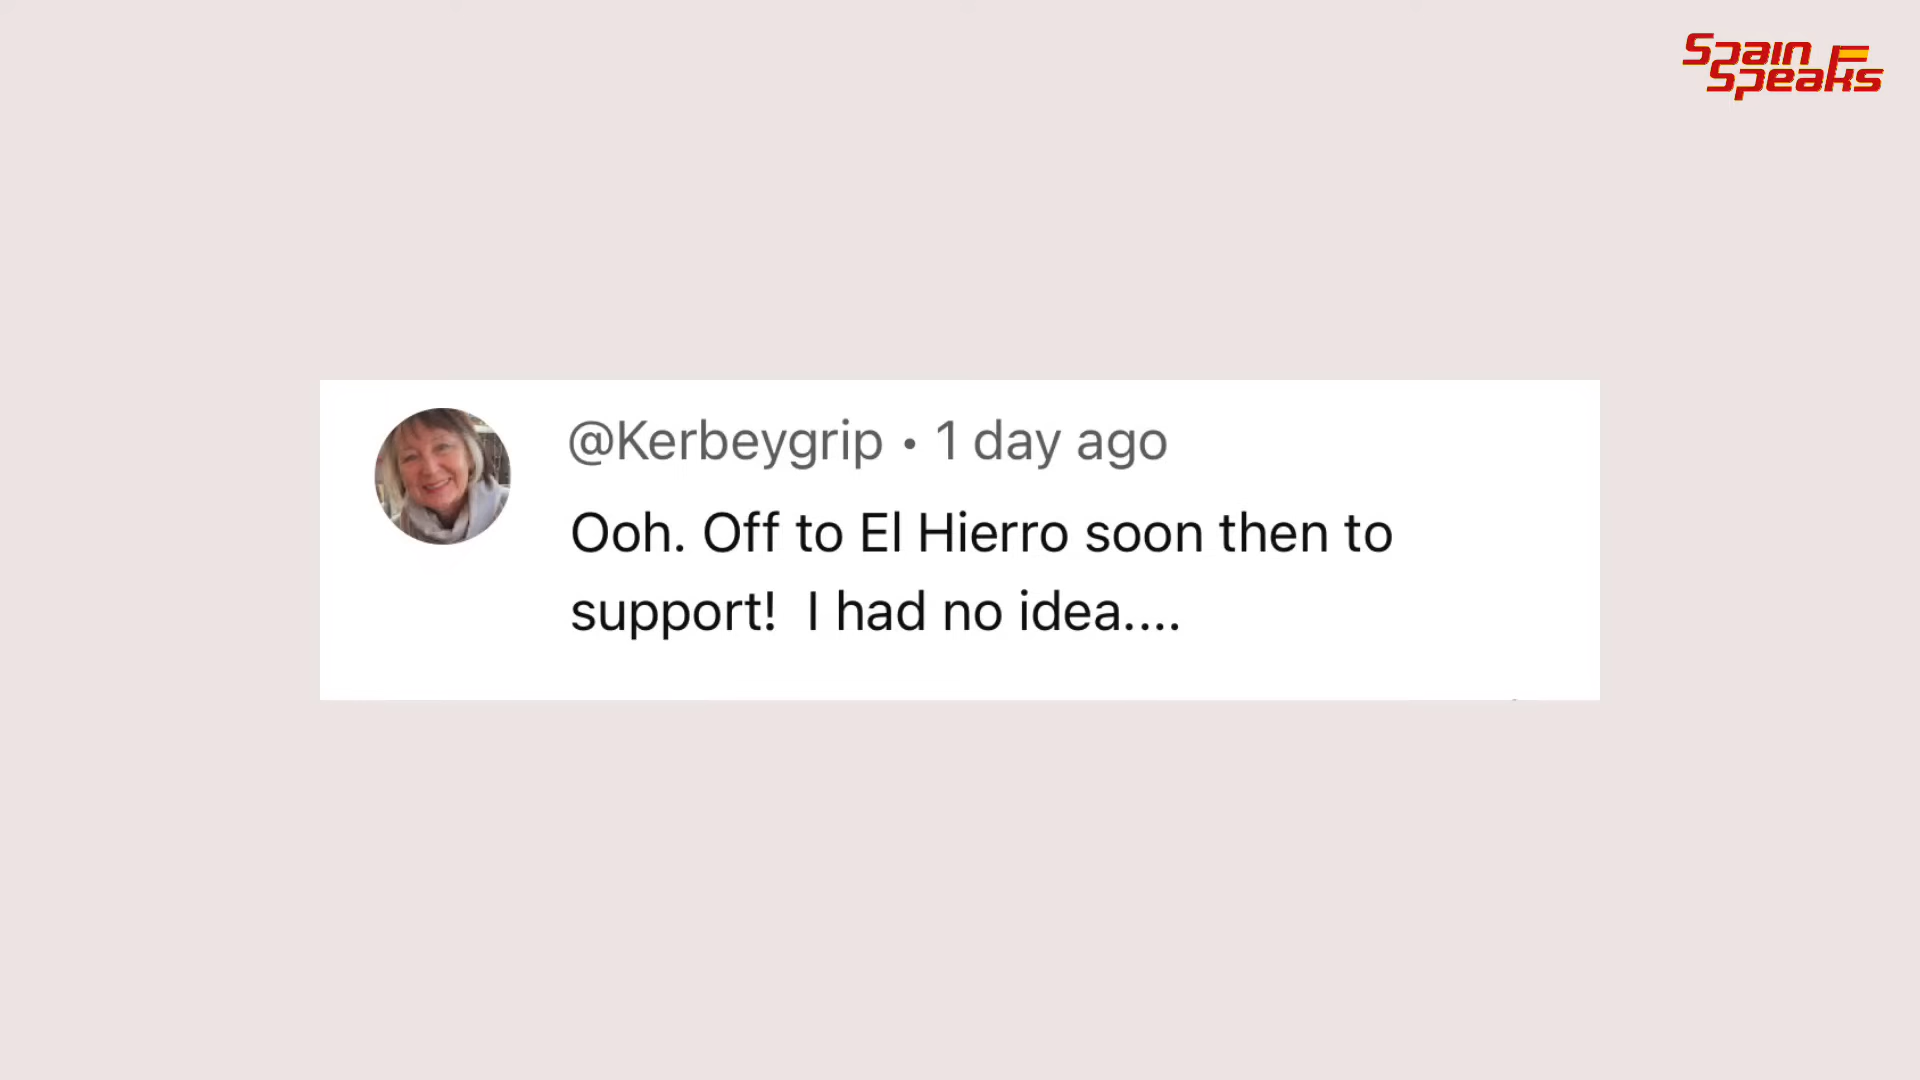 Spain
Speaks
@Kerbeygrip • 1 day ago
Ooh. Off to El Hierro soon then to
support!  I had no idea....